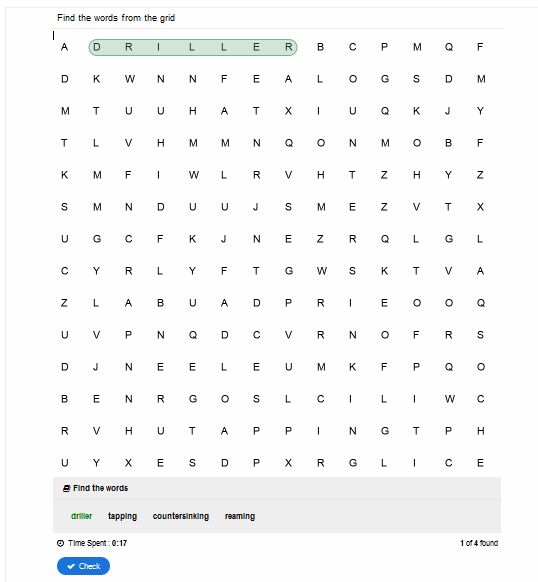 Find the words from the grid
A D R I L L E R B C P M Q F
D K W N N F E A L O G S D M
M T U U H A T X I U Q K J Y
T L V H M M N Q O N M O B F
K M F I W L R V H T Z H Y Z
S M N D U U J S M E Z V T X
U G C F K J N E Z R Q L G L
C Y R L Y F T G W S K T V A
Z L A B U A D P R I E O O Q
U V P N Q D C V R N O F R S
D J N E E L E U M K F P Q O
B E N R G O S L C I L I W C
R V H U T A P P I N G T P H
U Y X E S D P X R G L I C E
Find the words
driller tapping countersinking reaming
Time Spent : 0:17 1 of 4 found
Check